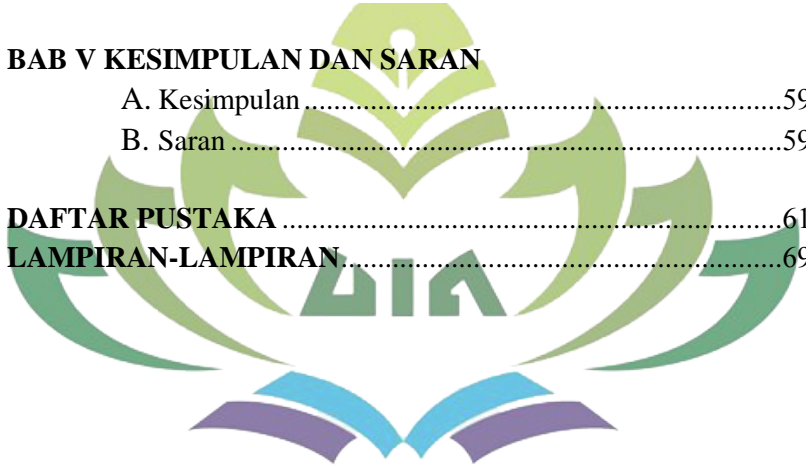 BAB V KESIMPULAN DAN SARAN
A. Kesimpulan.................................................................59
B. Saran ...........................................................................59
DAFTAR PUSTAKA ......................................................................61
LAMPIRAN-LAMPIRAN..............................................................69